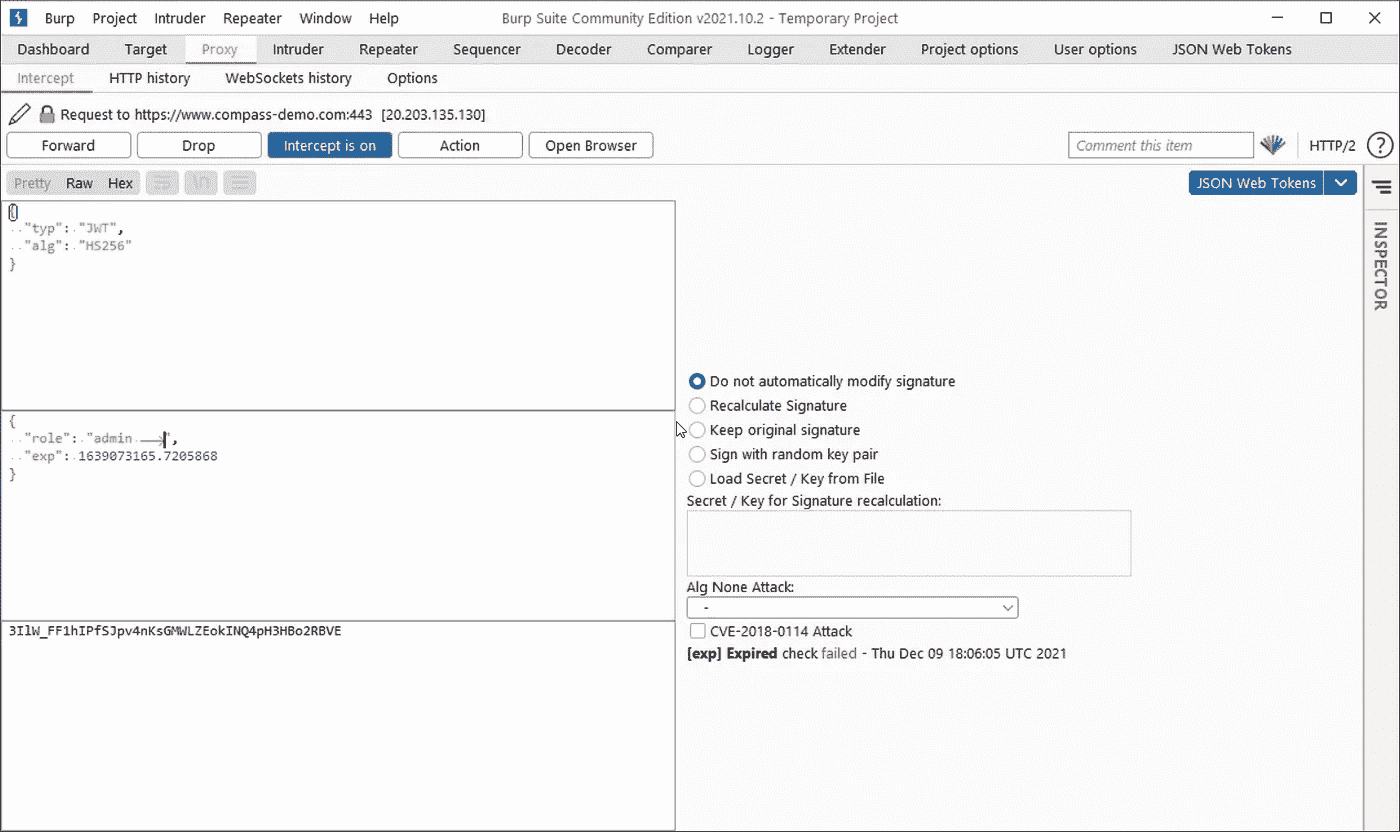 Burp Project Intruder Repeater Window Help Burp Suite Community Edition v2021.10.2 - Temporary Project
Dashboard Target Proxy Intruder Repeater Sequencer Decoder Comparer Logger Extender Project options User options JSON Web Tokens
Intercept HTTP history WebSockets history Options
Request to https://www.compass-demo.com:443 [20.203.135.130]
Forward Drop Intercept is on Action Open Browser Comment this item HTTP/2 ?
Pretty Raw Hex \n JSON Web Tokens
INSPECTOR
{
"typ": "JWT",
"alg": "HS256"
}
{
"role": "admin ",
"exp": 1639073165.7205868
}
3IlW_FF1hIPfSJpv4nKsGMWLZEokINQ4pH3HBo2RBVE
Do not automatically modify signature
Recalculate Signature
Keep original signature
Sign with random key pair
Load Secret / Key from File
Secret / Key for Signature recalculation:
Alg None Attack:
-
CVE-2018-0114 Attack
[exp] Expired check failed - Thu Dec 09 18:06:05 UTC 2021